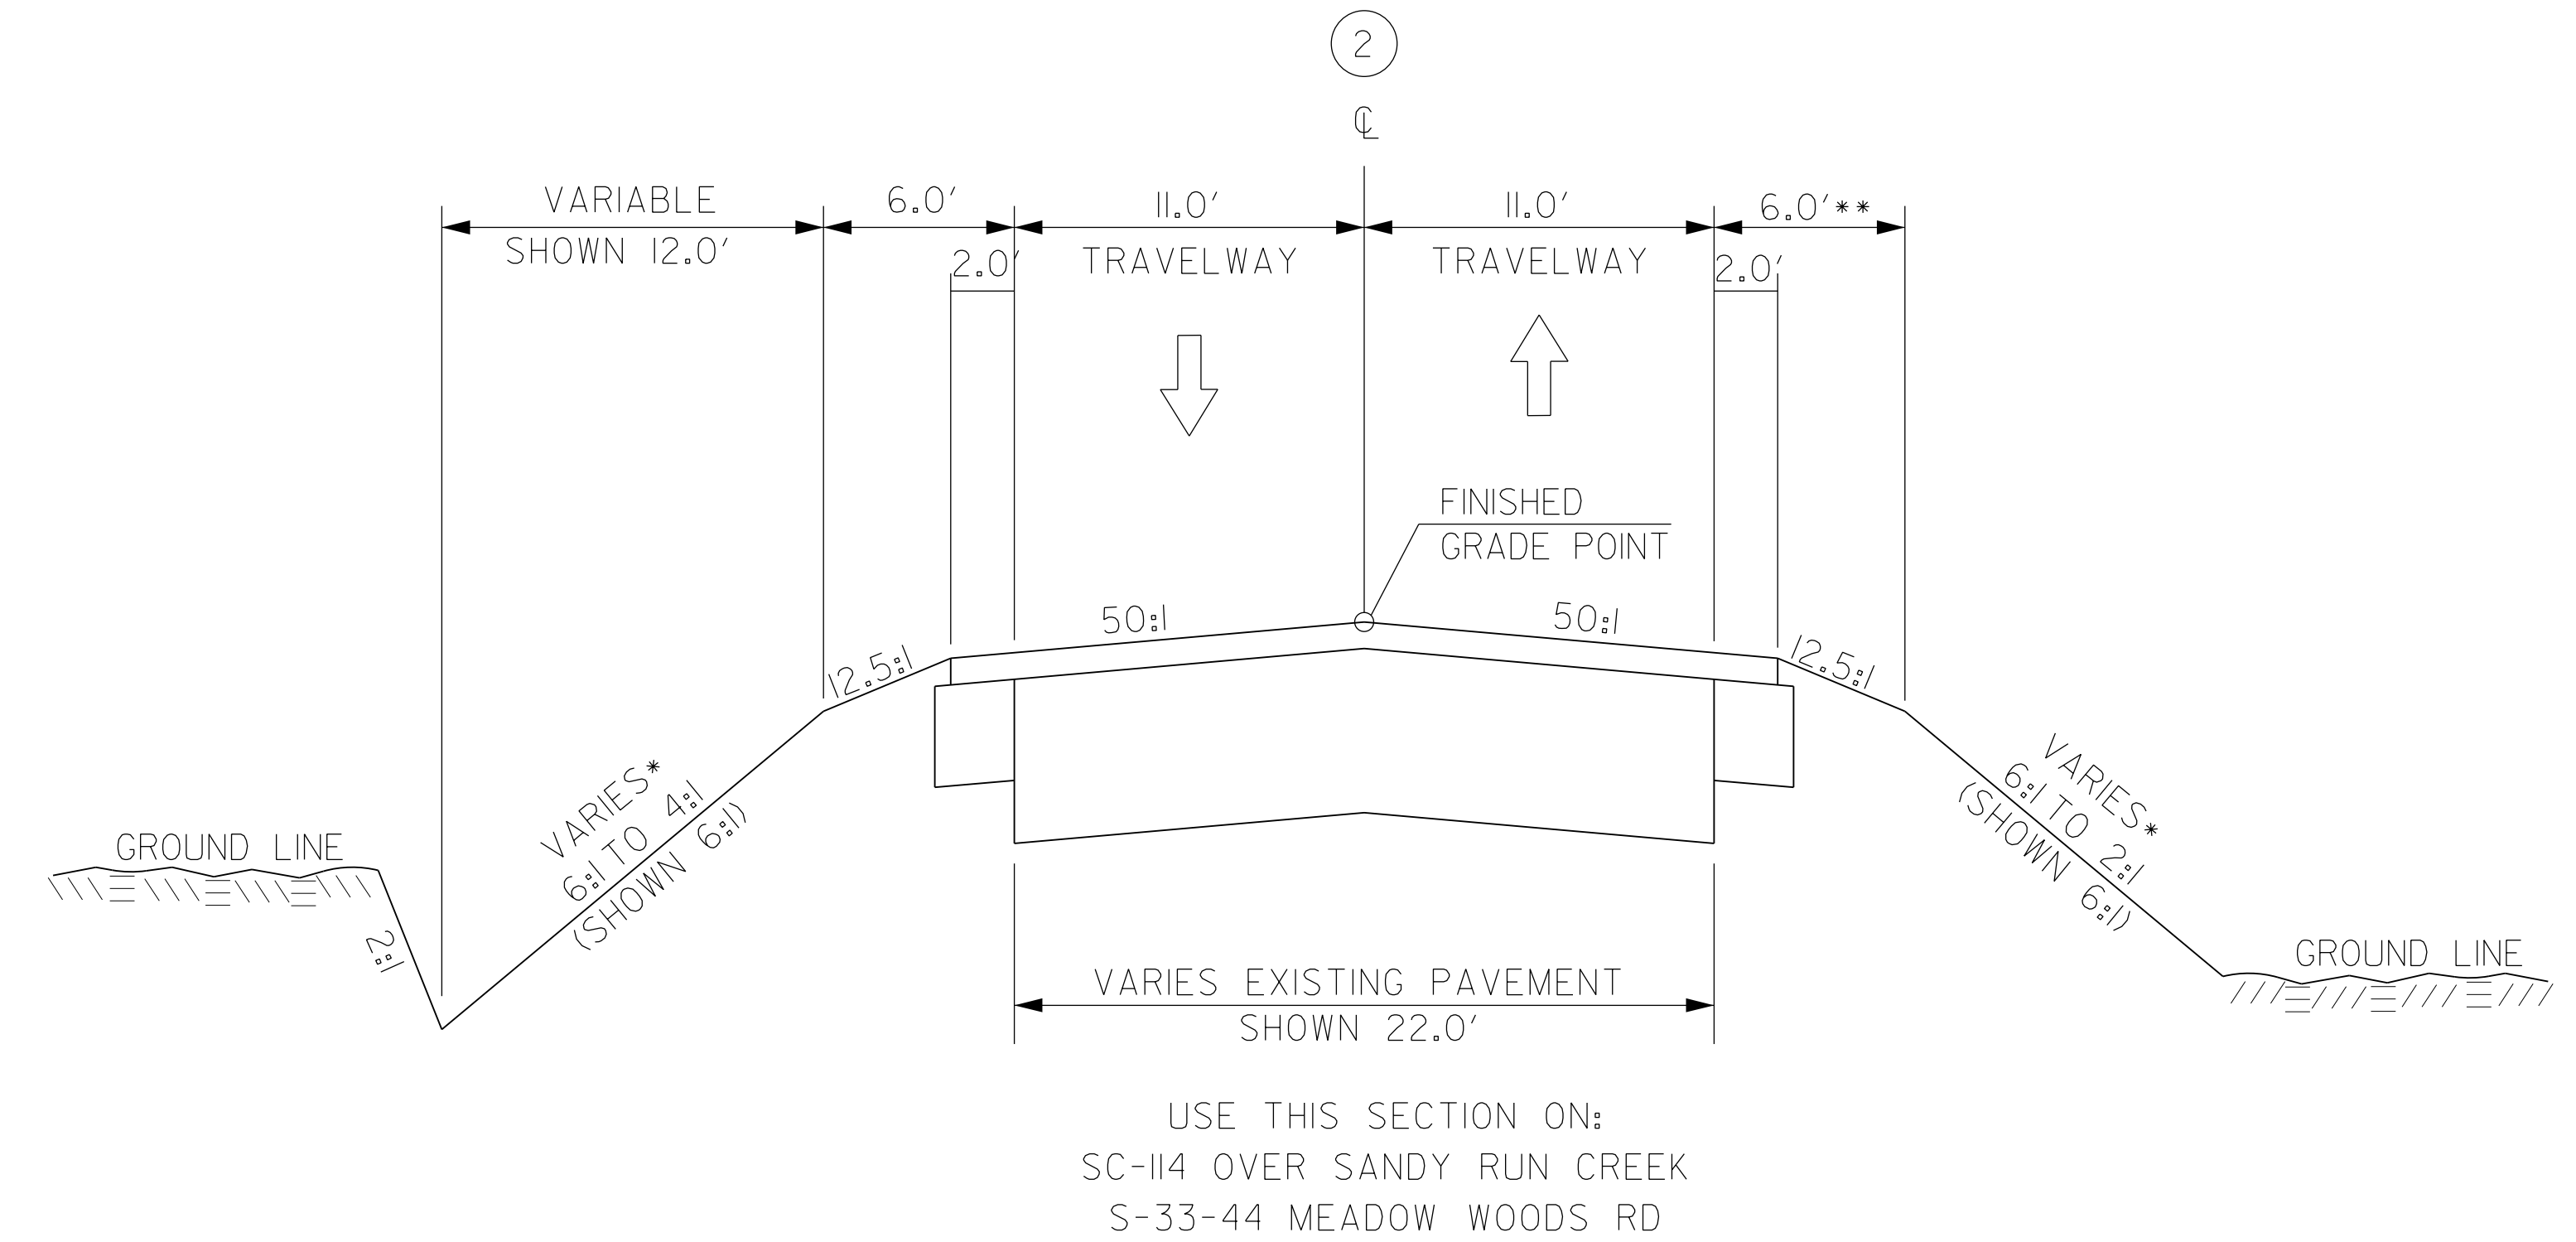 2
℄
VARIABLE
SHOWN 12.0'
6.0'
2.0'
11.0'
TRAVELWAY
11.0'
TRAVELWAY
6.0'**
2.0'
FINISHED
GRADE POINT
50:1
50:1
12.5:1
12.5:1
VARIES*
6:1 TO 4:1
(SHOWN 6:1)
VARIES*
6:1 TO 2:1
(SHOWN 6:1)
GROUND LINE
2:1
GROUND LINE
VARIES EXISTING PAVEMENT
SHOWN 22.0'
USE THIS SECTION ON:
SC-114 OVER SANDY RUN CREEK
S-33-44 MEADOW WOODS RD